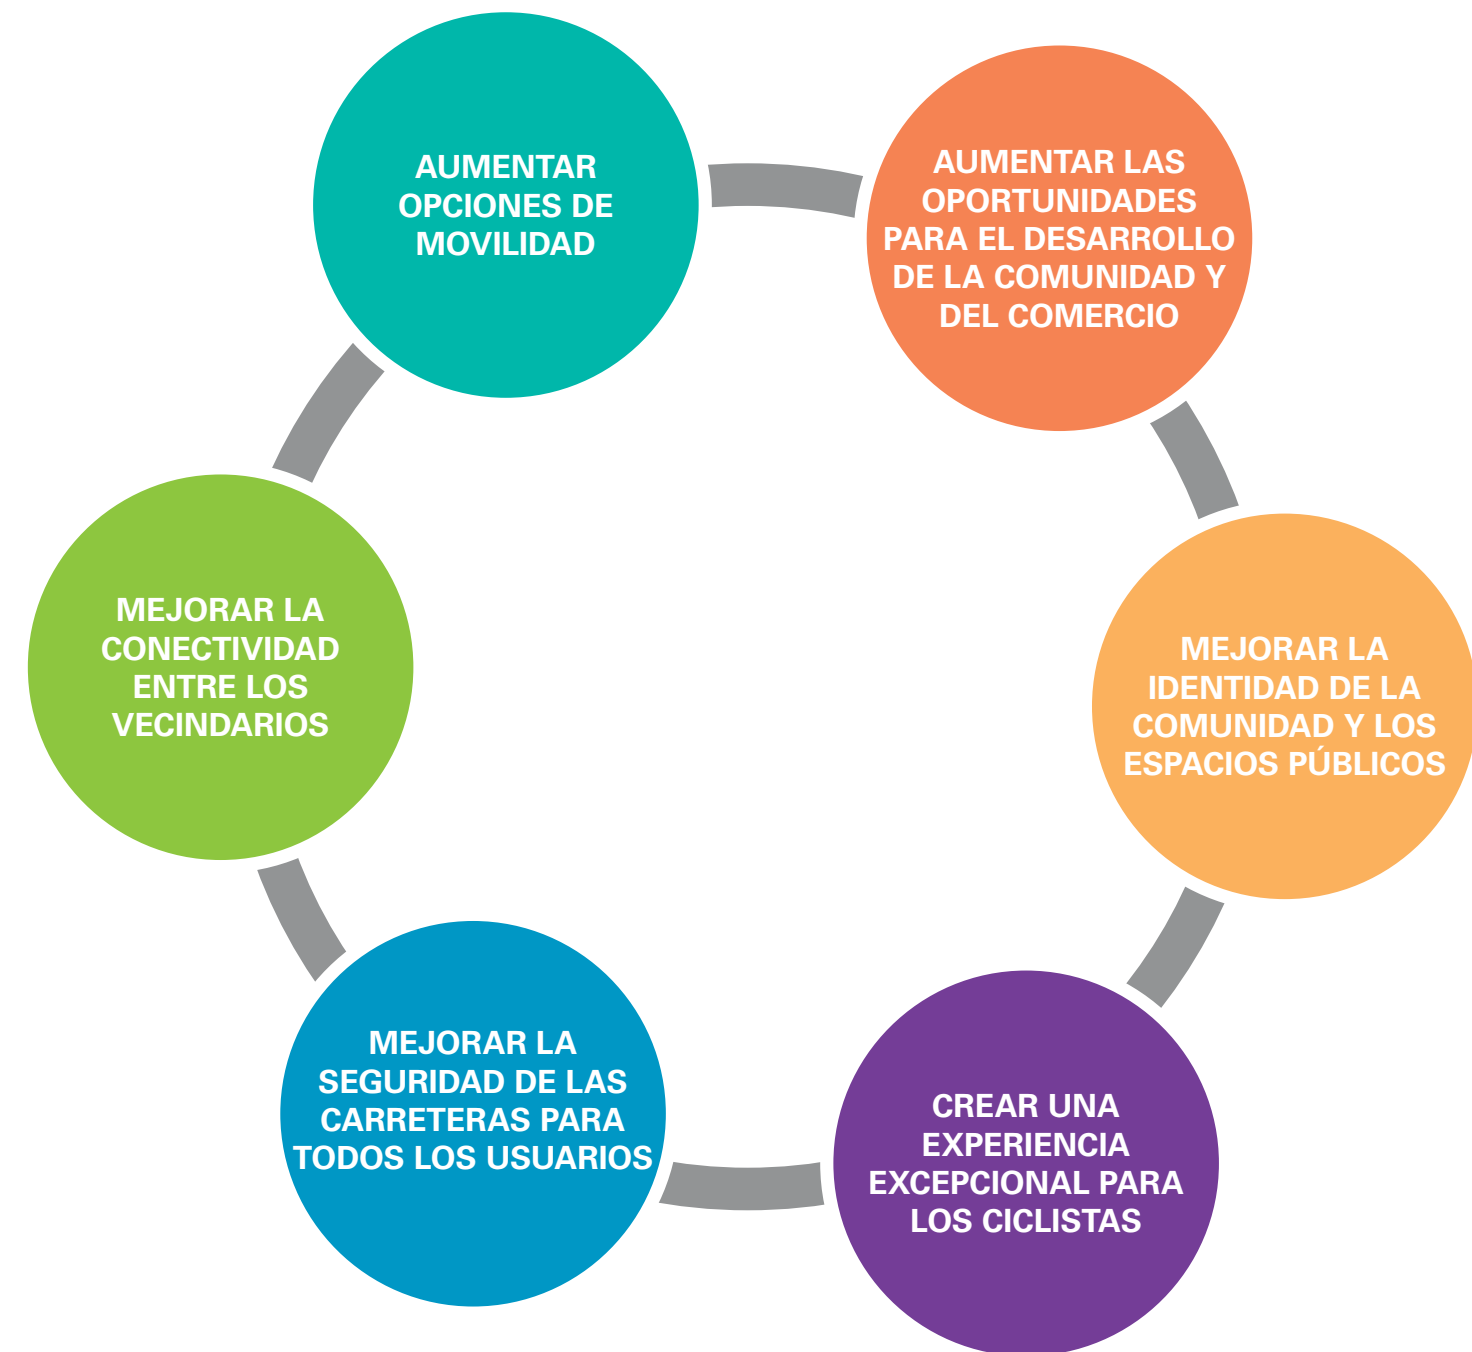 AUMENTAR
OPCIONES DE
MOVILIDAD
AUMENTAR LAS
OPORTUNIDADES
PARA EL DESARROLLO
DE LA COMUNIDAD Y
DEL COMERCIO
MEJORAR LA
IDENTIDAD DE LA
COMUNIDAD Y LOS
ESPACIOS PÚBLICOS
CREAR UNA
EXPERIENCIA
EXCEPCIONAL PARA
LOS CICLISTAS
MEJORAR LA
SEGURIDAD DE LAS
CARRETERAS PARA
TODOS LOS USUARIOS
MEJORAR LA
CONECTIVIDAD
ENTRE LOS
VECINDARIOS